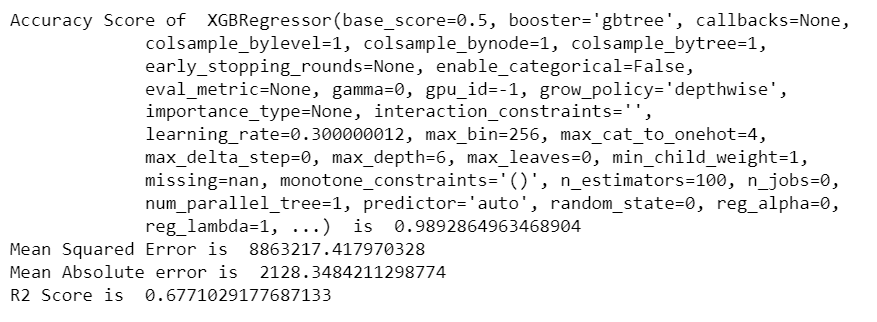 Accuracy Score of  XGBRegressor(base_score=0.5, booster='gbtree', callbacks=None,
             colsample_bylevel=1, colsample_bynode=1, colsample_bytree=1,
             early_stopping_rounds=None, enable_categorical=False,
             eval_metric=None, gamma=0, gpu_id=-1, grow_policy='depthwise',
             importance_type=None, interaction_constraints='',
             learning_rate=0.300000012, max_bin=256, max_cat_to_onehot=4,
             max_delta_step=0, max_depth=6, max_leaves=0, min_child_weight=1,
             missing=nan, monotone_constraints='()', n_estimators=100, n_jobs=0,
             num_parallel_tree=1, predictor='auto', random_state=0, reg_alpha=0,
             reg_lambda=1, ...)  is  0.9892864963468904
Mean Squared Error is  8863217.417970328
Mean Absolute error is  2128.3484211298774
R2 Score is  0.6771029177687133